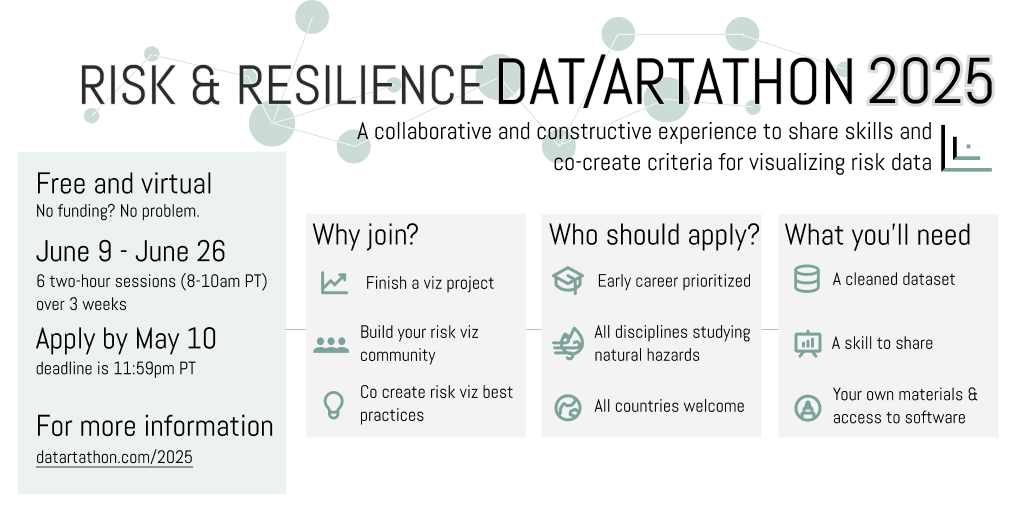 RISK & RESILIENCE DAT/ARTATHON 2025
A collaborative and constructive experience to share skills and
co-create criteria for visualizing risk data
Free and virtual
No funding? No problem.
June 9 - June 26
6 two-hour sessions (8-10am PT)
over 3 weeks
Apply by May 10
deadline is 11:59pm PT
For more information
datartathon.com/2025
Why join?
Finish a viz project
Build your risk viz
community
Co create risk viz best
practices
Who should apply?
Early career prioritized
All disciplines studying
natural hazards
All countries welcome
What you'll need
A cleaned dataset
A skill to share
Your own materials &
access to software